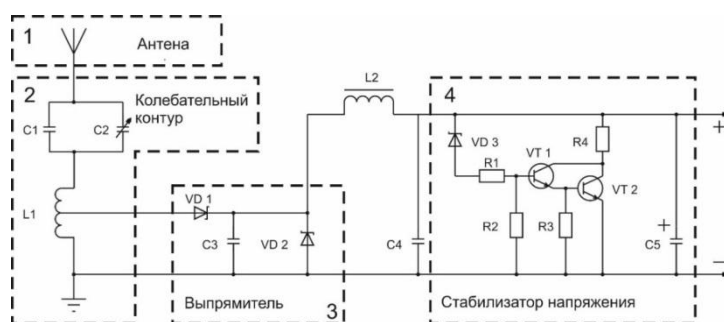 1
Антена
2
Колебательный
контур
C1
C2
L1
VD 1
C3
VD 2
Выпрямитель
3
L2
C4
4
VD 3
R1
VT 1
R4
VT 2
R2
R3
C5
+
+
−
Стабилизатор напряжения